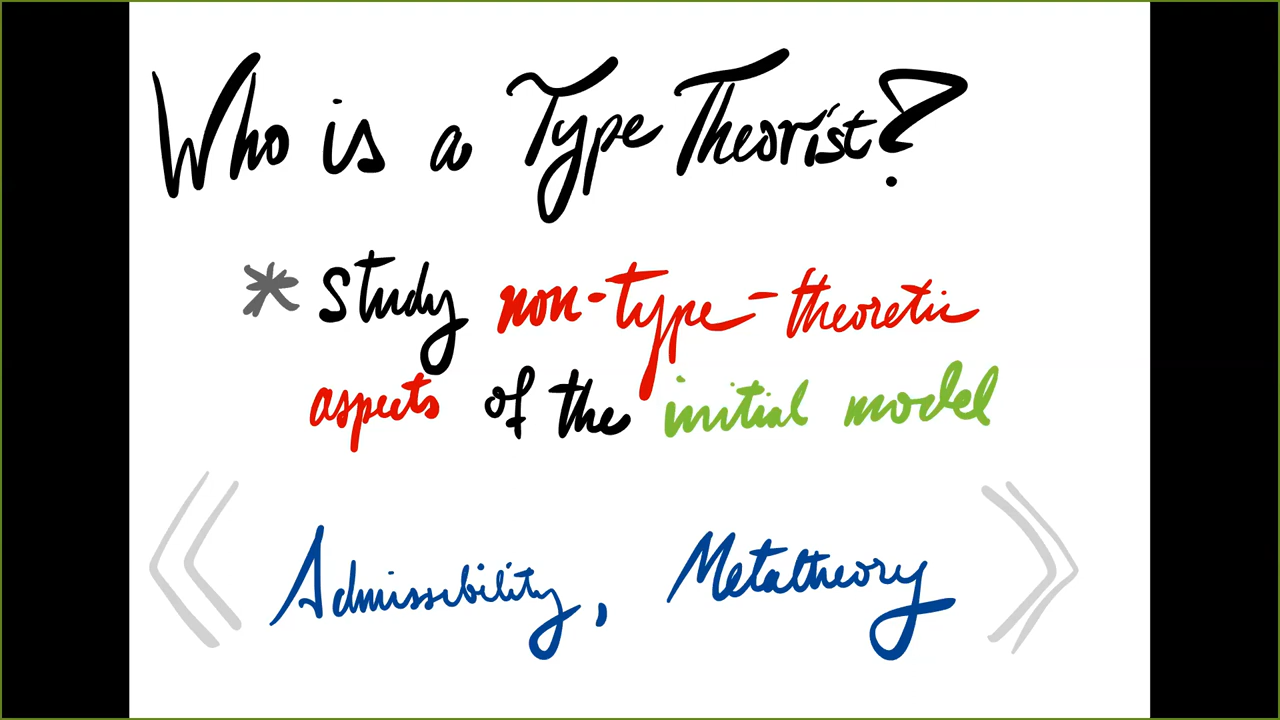 Who is a Type Theorist?
* Study non-type-theoretic
aspects of the initial model
« Admissibility, Metatheory »